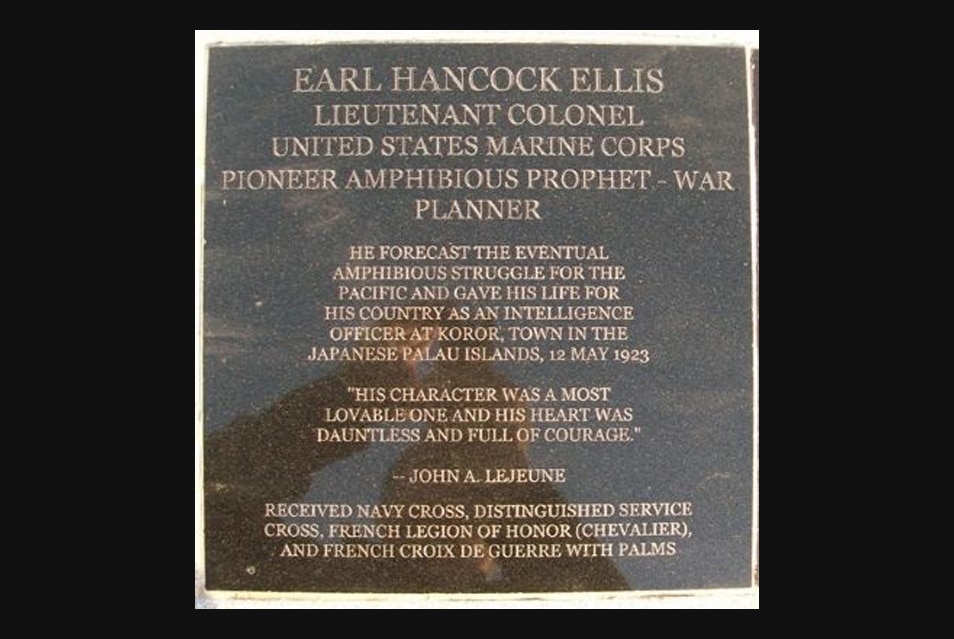 EARL HANCOCK ELLIS
LIEUTENANT COLONEL
UNITED STATES MARINE CORPS
PIONEER AMPHIBIOUS PROPHET - WAR
PLANNER
HE FORECAST THE EVENTUAL
AMPHIBIOUS STRUGGLE FOR THE
PACIFIC AND GAVE HIS LIFE FOR
HIS COUNTRY AS AN INTELLIGENCE
OFFICER AT KOROR, TOWN IN THE
JAPANESE PALAU ISLANDS, 12 MAY 1923
"HIS CHARACTER WAS A MOST
LOVABLE ONE AND HIS HEART WAS
DAUNTLESS AND FULL OF COURAGE."
-- JOHN A. LEJEUNE
RECEIVED NAVY CROSS, DISTINGUISHED SERVICE
CROSS, FRENCH LEGION OF HONOR (CHEVALIER),
AND FRENCH CROIX DE GUERRE WITH PALMS